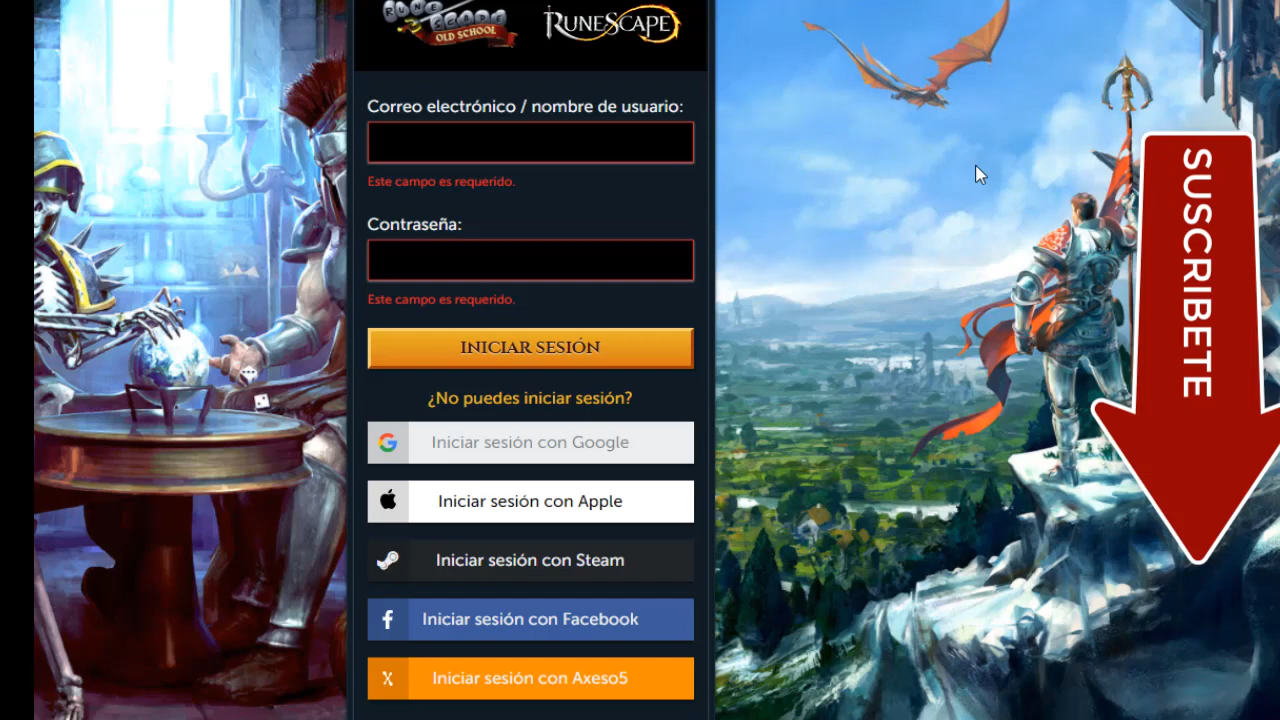 RUNE SCAPE
OLD SCHOOL
RUNESCAPE
Correo electrónico / nombre de usuario:
Este campo es requerido.
Contraseña:
Este campo es requerido.
INICIAR SESIÓN
¿No puedes iniciar sesión?
Iniciar sesión con Google
Iniciar sesión con Apple
Iniciar sesión con Steam
Iniciar sesión con Facebook
Iniciar sesión con Axeso5
SUSCRIBETE